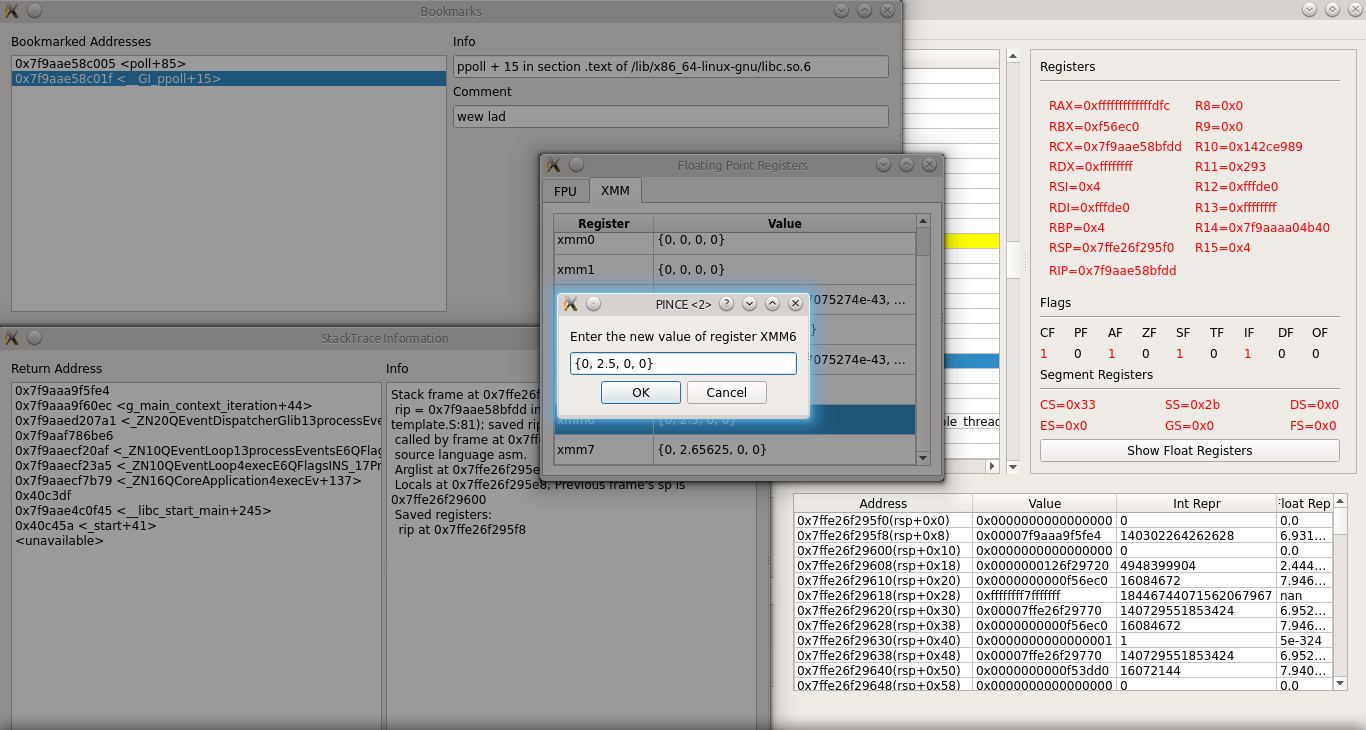 Bookmarks
Bookmarked Addresses
0x7f9aae58c005 <poll+85>
0x7f9aae58c01f <__GI_ppoll+15>
Info
ppoll + 15 in section .text of /lib/x86_64-linux-gnu/libc.so.6
Comment
wew lad
Floating Point Registers
FPU XMM
Register Value
xmm0 {0, 0, 0, 0}
xmm1 {0, 0, 0, 0}
075274e-43, ...
}
075274e-43, ...
xmm6 {0, 2.5, 0, 0}
xmm7 {0, 2.65625, 0, 0}
PINCE <2>
Enter the new value of register XMM6
{0, 2.5, 0, 0}
OK Cancel
StackTrace Information
Return Address
0x7f9aaa9f5fe4
0x7f9aaa9f60ec <g_main_context_iteration+44>
0x7f9aaed207a1 <_ZN20QEventDispatcherGlib13processEve
0x7f9aaf786be6
0x7f9aaecf20af <_ZN10QEventLoop13processEventsE6QFlag
0x7f9aaecf23a5 <_ZN10QEventLoop4execE6QFlagsINS_17Pr
0x7f9aaecf7b79 <_ZN16QCoreApplication4execEv+137>
0x40c3df
0x7f9aae4c0f45 <__libc_start_main+245>
0x40c45a <_start+41>
<unavailable>
Info
Stack frame at 0x7ffe26f
rip = 0x7f9aae58bfdd in
template.S:81); saved rip
called by frame at 0x7ff
source language asm.
Arglist at 0x7ffe26f295e
Locals at 0x7ffe26f295e8, Previous frame's sp is
0x7ffe26f29600
Saved registers:
rip at 0x7ffe26f295f8
ble thread
Registers
RAX=0xfffffffffffffdfc R8=0x0
RBX=0xf56ec0 R9=0x0
RCX=0x7f9aae58bfdd R10=0x142ce989
RDX=0xffffffff R11=0x293
RSI=0x4 R12=0xfffde0
RDI=0xfffde0 R13=0xffffffff
RBP=0x4 R14=0x7f9aaaa04b40
RSP=0x7ffe26f295f0 R15=0x4
RIP=0x7f9aae58bfdd
Flags
CF PF AF ZF SF TF IF DF OF
1 0 1 0 1 0 1 0 0
Segment Registers
CS=0x33 SS=0x2b DS=0x0
ES=0x0 GS=0x0 FS=0x0
Show Float Registers
Address Value Int Repr Float Rep
0x7ffe26f295f0(rsp+0x0) 0x0000000000000000 0 0.0
0x7ffe26f295f8(rsp+0x8) 0x00007f9aaa9f5fe4 140302264262628 6.931...
0x7ffe26f29600(rsp+0x10) 0x0000000000000000 0 0.0
0x7ffe26f29608(rsp+0x18) 0x0000000126f29720 4948399904 2.444...
0x7ffe26f29610(rsp+0x20) 0x0000000000f56ec0 16084672 7.946...
0x7ffe26f29618(rsp+0x28) 0xffffffff7fffffff 18446744071562067967 nan
0x7ffe26f29620(rsp+0x30) 0x00007ffe26f29770 140729551853424 6.952...
0x7ffe26f29628(rsp+0x38) 0x0000000000f56ec0 16084672 7.946...
0x7ffe26f29630(rsp+0x40) 0x0000000000000001 1 5e-324
0x7ffe26f29638(rsp+0x48) 0x00007ffe26f29770 140729551853424 6.952...
0x7ffe26f29640(rsp+0x50) 0x0000000000f53dd0 16072144 7.940...
0x7ffe26f29648(rsp+0x58) 0x0000000000000000 0 0.0